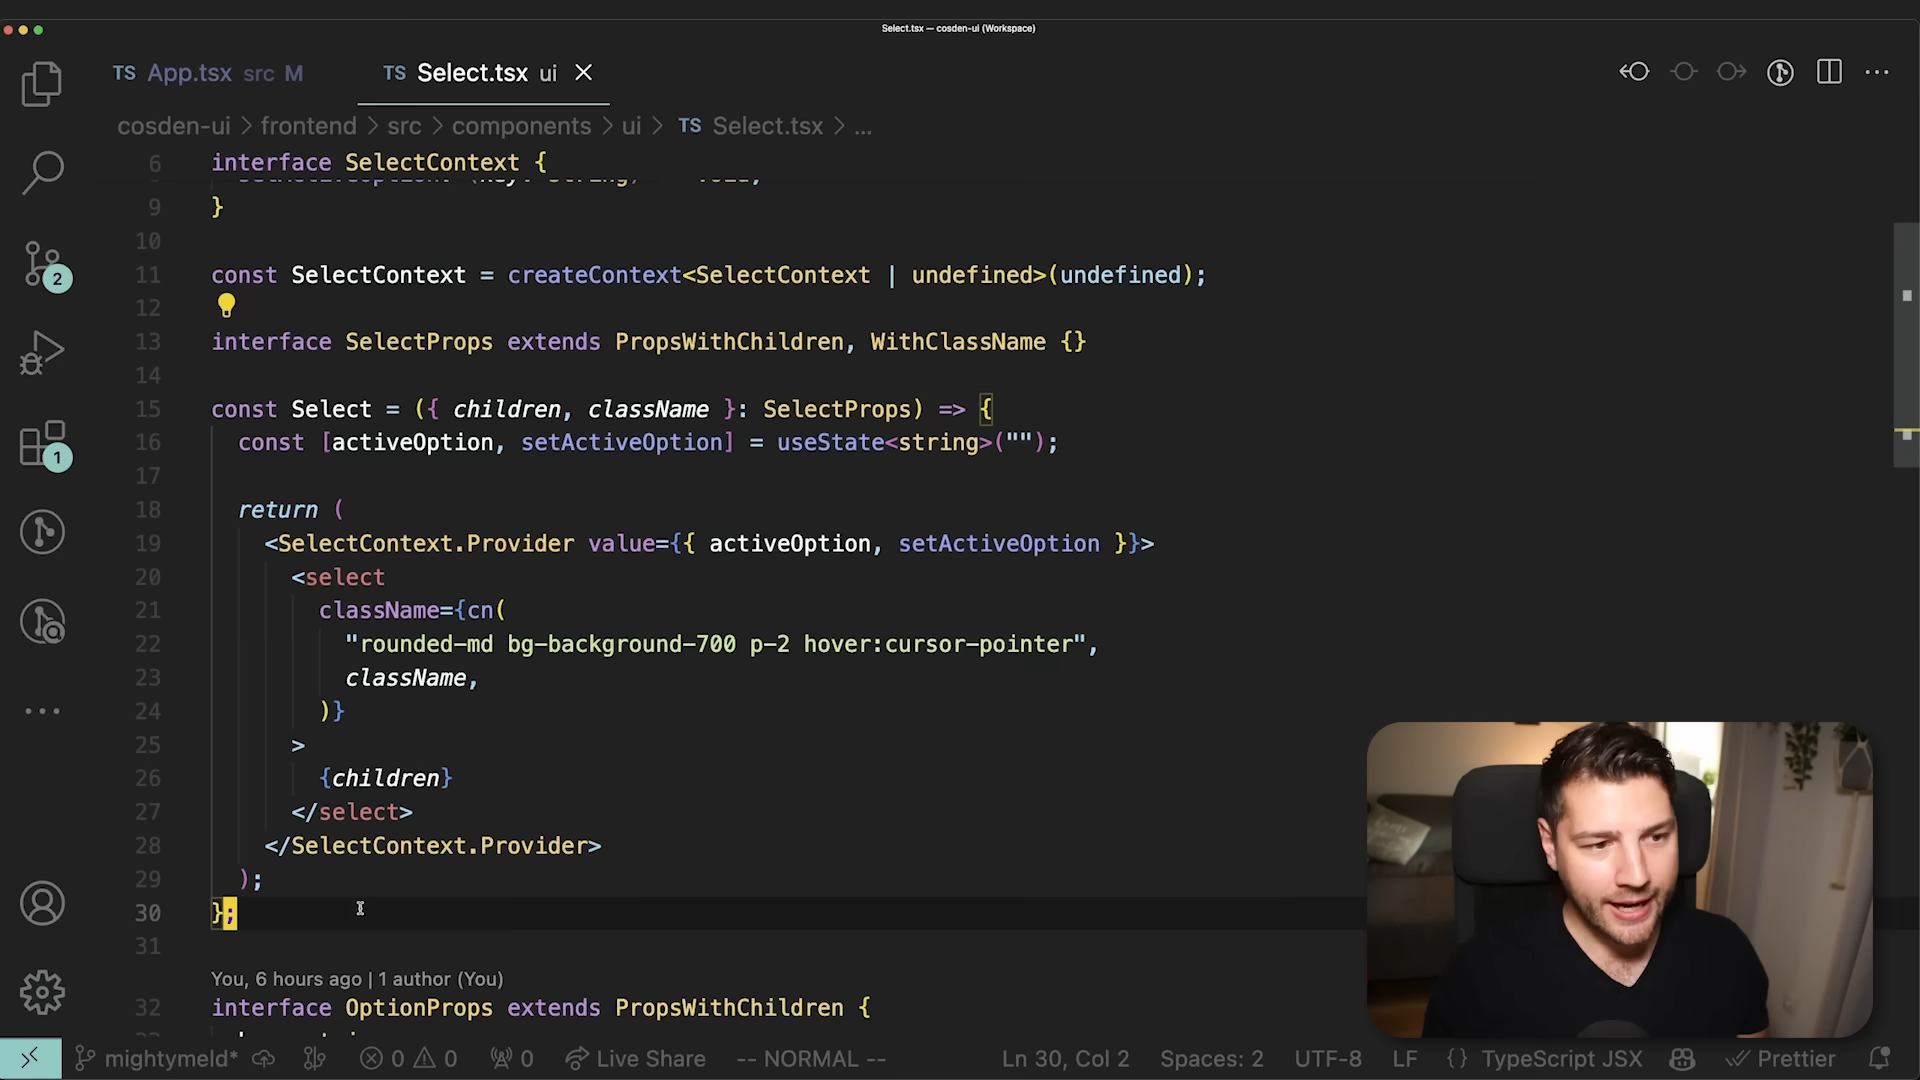 Select.tsx — cosden-ui (Workspace)
TS App.tsx src M TS Select.tsx ui
cosden-ui > frontend > src > components > ui > TS Select.tsx > ...
6 interface SelectContext {
9 }
10
11 const SelectContext = createContext<SelectContext | undefined>(undefined);
12
13 interface SelectProps extends PropsWithChildren, WithClassName {}
14
15 const Select = ({ children, className }: SelectProps) => {
16 const [activeOption, setActiveOption] = useState<string>("");
17
18 return (
19 <SelectContext.Provider value={{ activeOption, setActiveOption }}>
20 <select
21 className={cn(
22 "rounded-md bg-background-700 p-2 hover:cursor-pointer",
23 className,
24 )}
25 >
26 {children}
27 </select>
28 </SelectContext.Provider>
29 );
30 };
31
You, 6 hours ago | 1 author (You)
32 interface OptionProps extends PropsWithChildren {
2
1
mightymeld* 0 0 0 Live Share -- NORMAL -- Ln 30, Col 2 Spaces: 2 UTF-8 LF {} TypeScript JSX Prettier